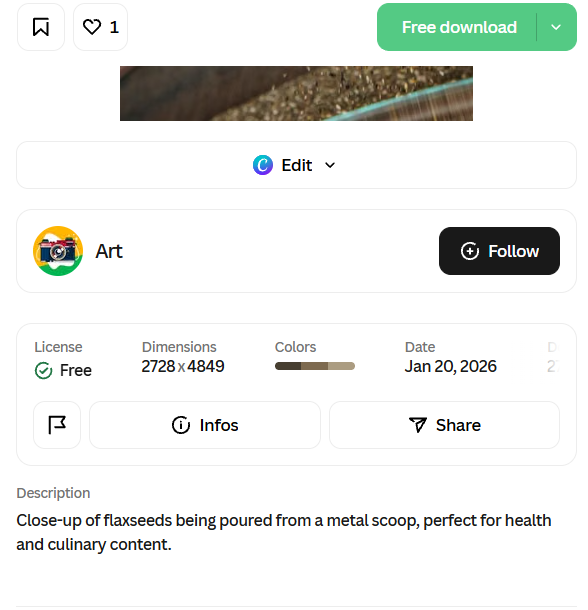 1
Free download
Edit
Art
Follow
License
Dimensions
Colors
Date
Free
2728 x 4849
Jan 20, 2026
Infos
Share
Description
Close-up of flaxseeds being poured from a metal scoop, perfect for health
and culinary content.